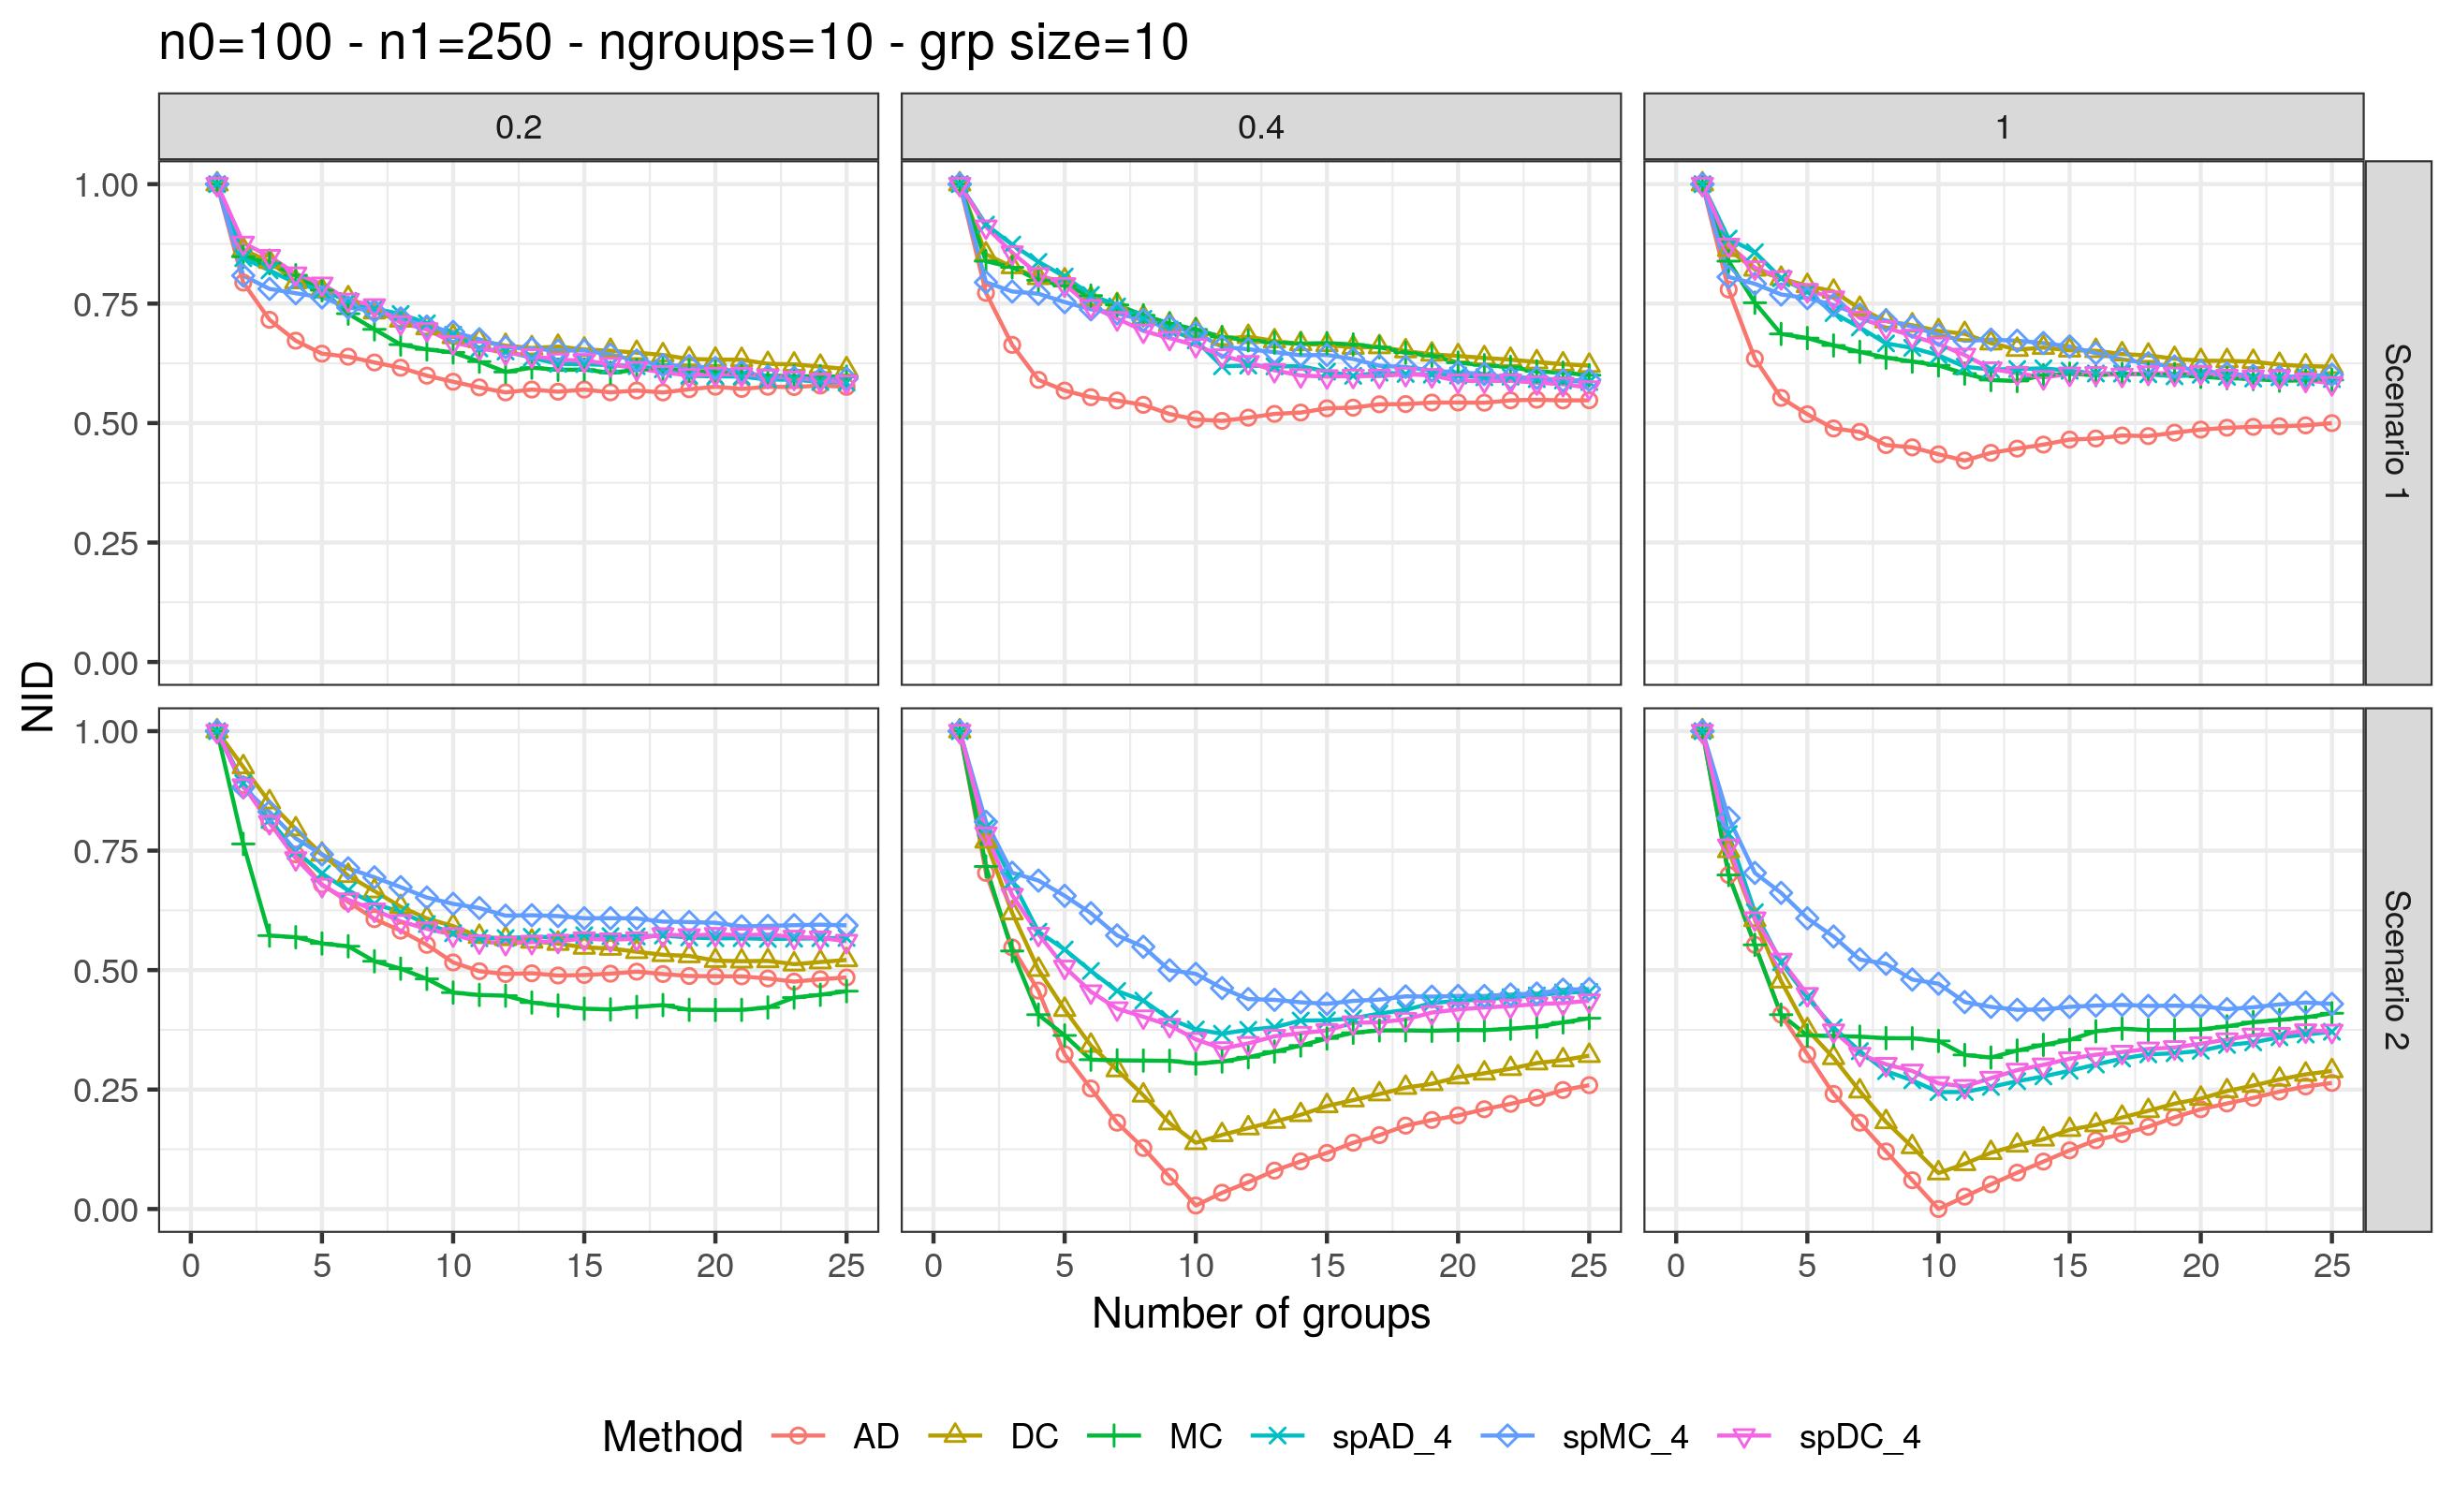 n0=100 - n1=250 - ngroups=10 - grp size=10
0.2 0.4 1
1.00
0.75
0.50
0.25
0.00
Scenario 1
NID
1.00
0.75
0.50
0.25
0.00
Scenario 2
0 5 10 15 20 25 0 5 10 15 20 25 0 5 10 15 20 25
Number of groups
Method AD DC MC spAD_4 spMC_4 spDC_4